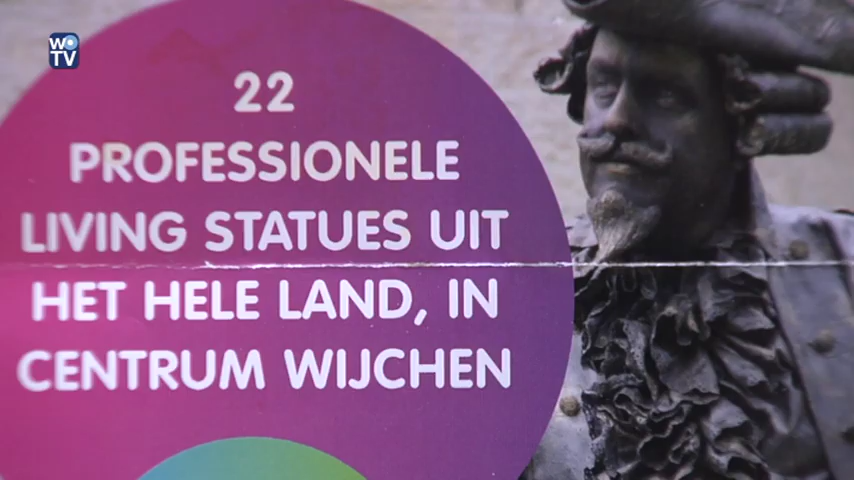 WO
TV
22
PROFESSIONELE
LIVING STATUES UIT
HET HELE LAND, IN
CENTRUM WIJCHEN